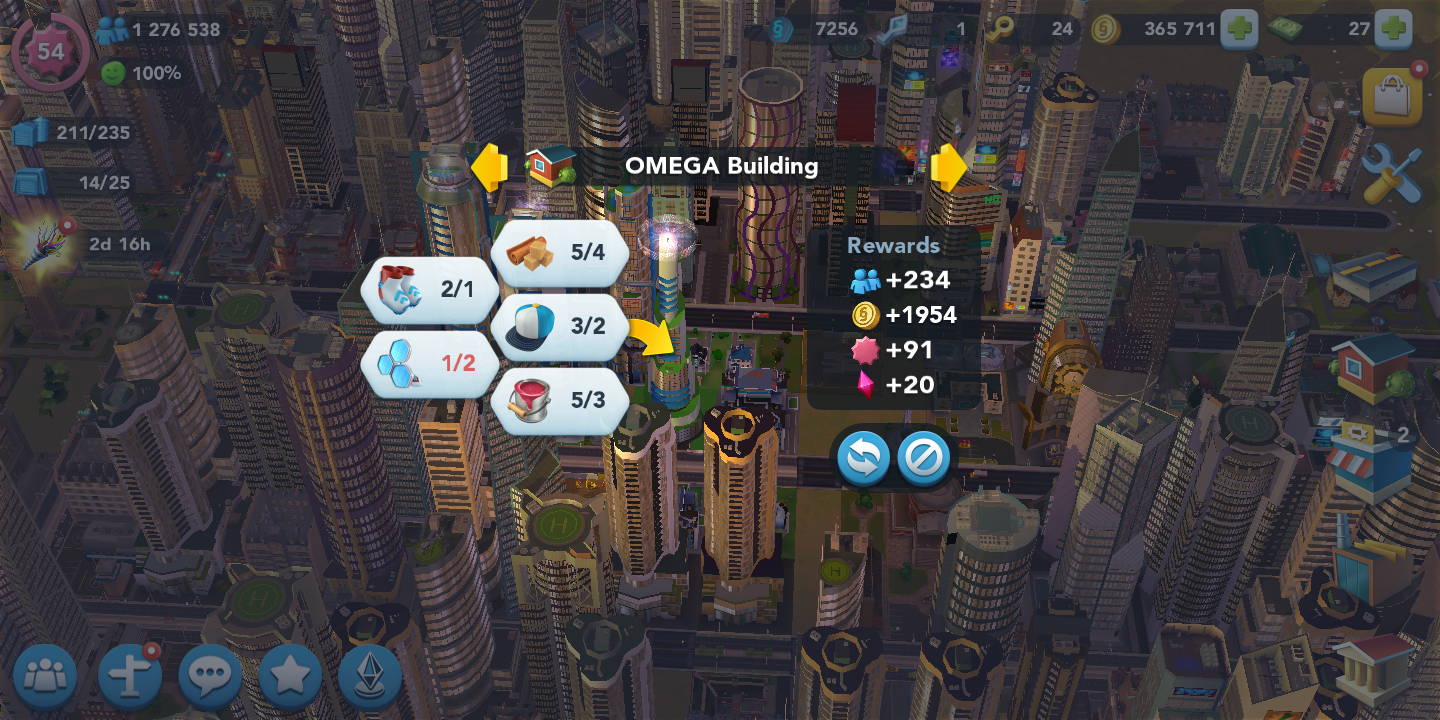 54
1 276 538
7256
1
24
365 711
27
100%
211/235
14/25
2d 16h
OMEGA Building
5/4
2/1
3/2
1/2
5/3
Rewards
+234
+1954
+91
+20
2
H
H
H
H
H